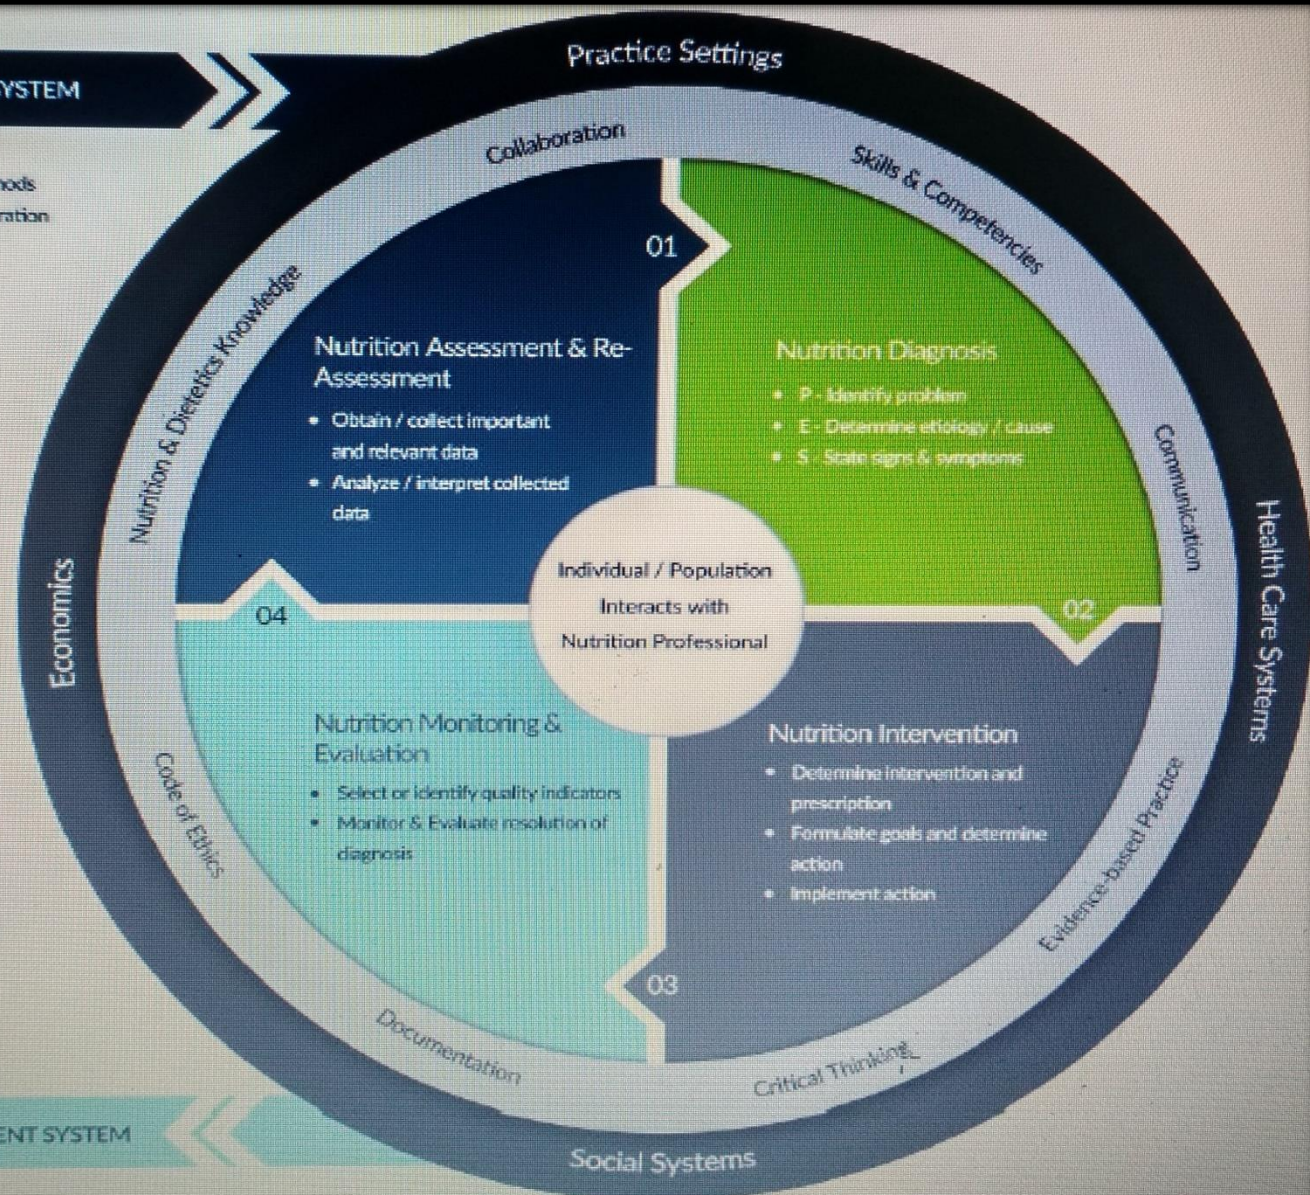 Practice Settings
YSTEM
Collaboration
Skills & Competencies
ration
01
Nutrition & Dietetics Knowledge
Nutrition Assessment & Re-
Assessment
• Obtain / collect important
and relevant data
• Analyze / interpret collected
data
Nutrition Diagnosis
• P - Identify problem
• E - Determine etiology / cause
• S - State signs & symptoms
Communication
Health Care Systems
Economics
Individual / Population
Interacts with
Nutrition Professional
04
02
Nutrition Monitoring &
Evaluation
• Select or identify quality indicators
• Monitor & Evaluate resolution of
diagnosis
Nutrition Intervention
• Determine intervention and
prescription
• Formulate goals and determine
action
• Implement action
Code of Ethics
Evidence-based Practice
03
Documentation
Critical Thinking
ENT SYSTEM
Social Systems